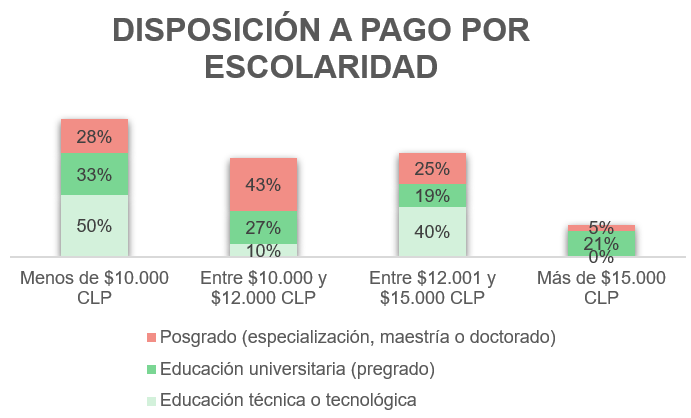 DISPOSICIÓN A PAGO POR
ESCOLARIDAD
28%
33%
50%
43%
27%
10%
25%
19%
40%
5%
21%
0%
Menos de $10.000
CLP
Entre $10.000 y
$12.000 CLP
Entre $12.001 y
$15.000 CLP
Más de $15.000
CLP
Posgrado (especialización, maestría o doctorado)
Educación universitaria (pregrado)
Educación técnica o tecnológica